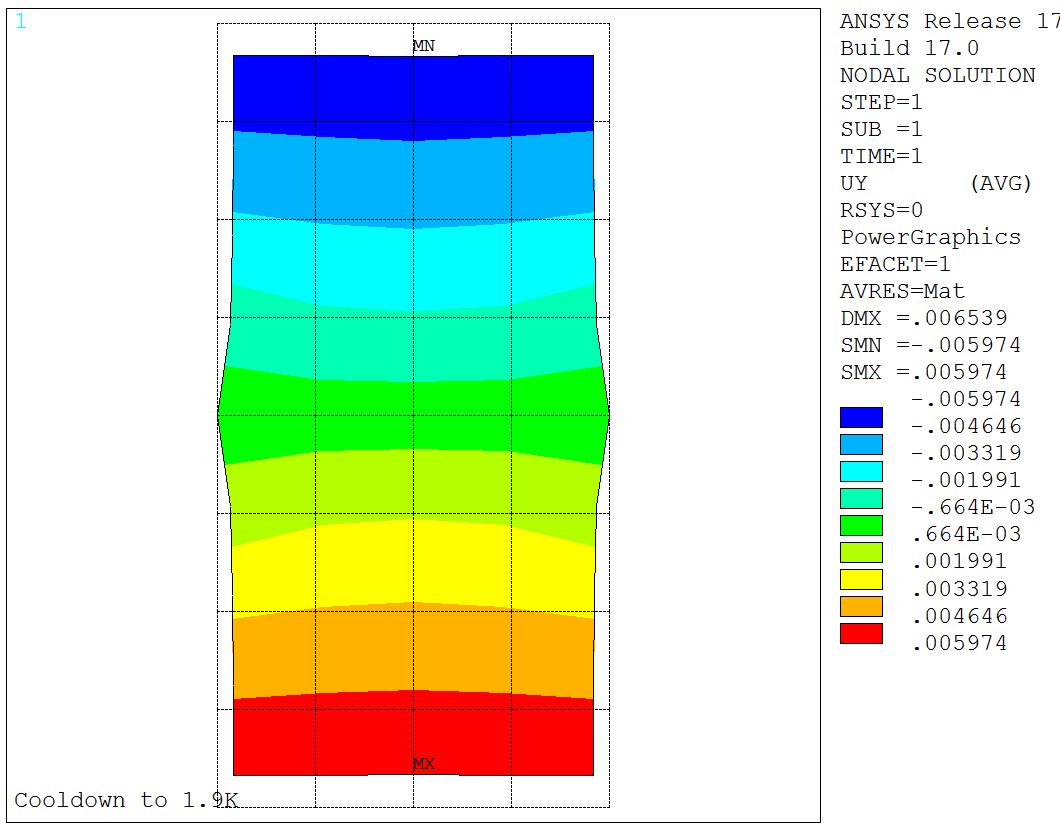 1
MN
MX
Cooldown to 1.9K
ANSYS Release 17
Build 17.0
NODAL SOLUTION
STEP=1
SUB =1
TIME=1
UY (AVG)
RSYS=0
PowerGraphics
EFACET=1
AVRES=Mat
DMX =.006539
SMN =-.005974
SMX =.005974
-.005974
-.004646
-.003319
-.001991
-.664E-03
.664E-03
.001991
.003319
.004646
.005974